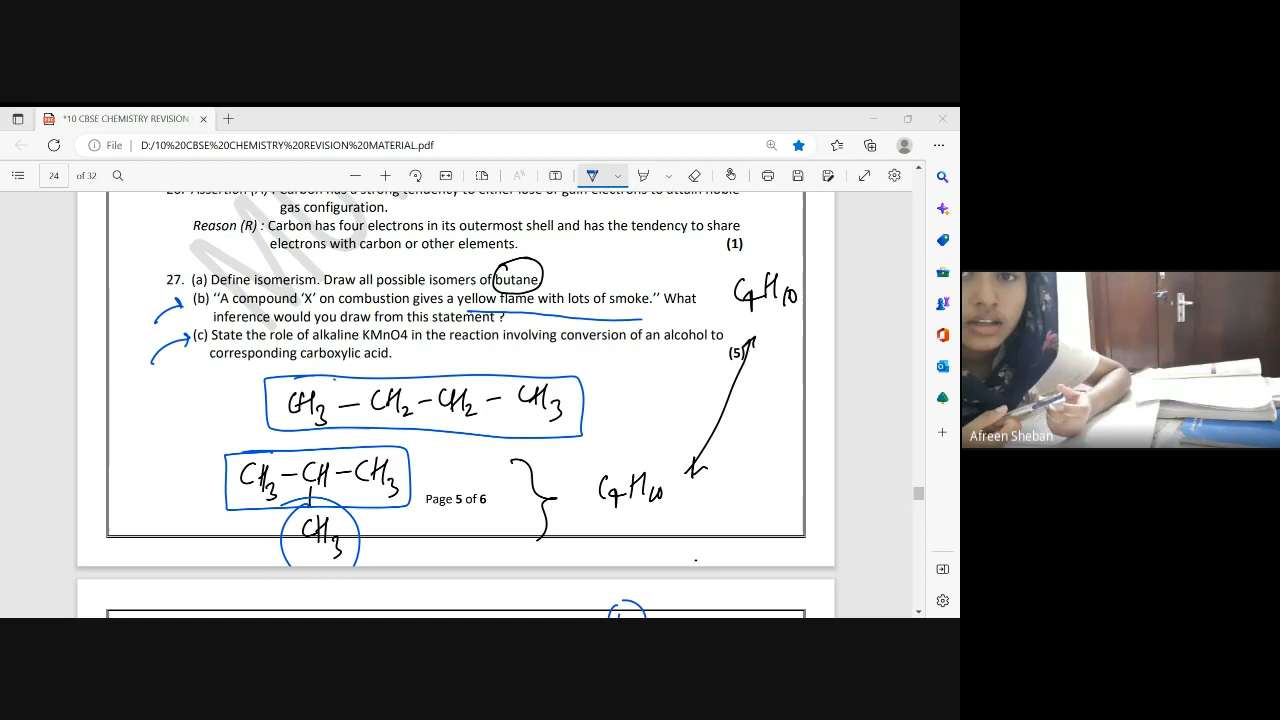 *10 CBSE CHEMISTRY REVISION
File
D:/10%20CBSE%20CHEMISTRY%20REVISION%20MATERIAL.pdf
24 of 32
gas configuration.
Reason (R) : Carbon has four electrons in its outermost shell and has the tendency to share
electrons with carbon or other elements. (1)
27. (a) Define isomerism. Draw all possible isomers of butane
(b) ‘‘A compound ‘X’ on combustion gives a yellow flame with lots of smoke.’’ What
inference would you draw from this statement ?
(c) State the role of alkaline KMnO4 in the reaction involving conversion of an alcohol to
corresponding carboxylic acid. (5)
C4H10
CH3 – CH2 – CH2 – CH3
CH3 – CH – CH3
CH3
C4H10
Page 5 of 6
Afreen Sheban